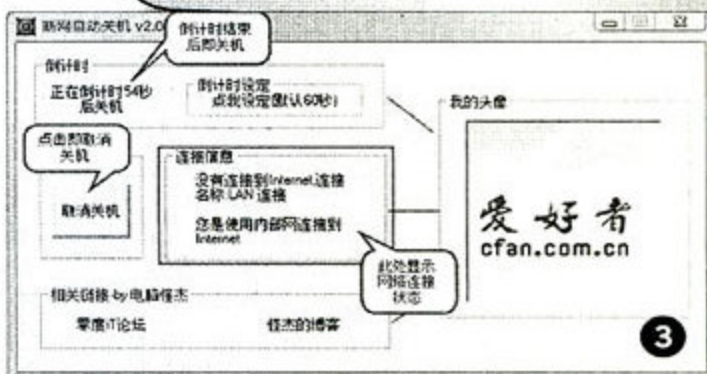 断网自动关机 v2.0
倒计时结束
后即关机
倒计时
正在倒计时54秒
后关机
倒计时设定
点我设定(默认60秒)
我的头像
点击即取消
关机
取消关机
连接信息
没有连接到Internet,连接
名称:LAN 连接
您是使用内部网连接到
Internet
爱好者
cfan.com.cn
此处显示
网络连接
状态
相关链接-by 电脑怪杰
零度IT论坛
怪杰的博客
3